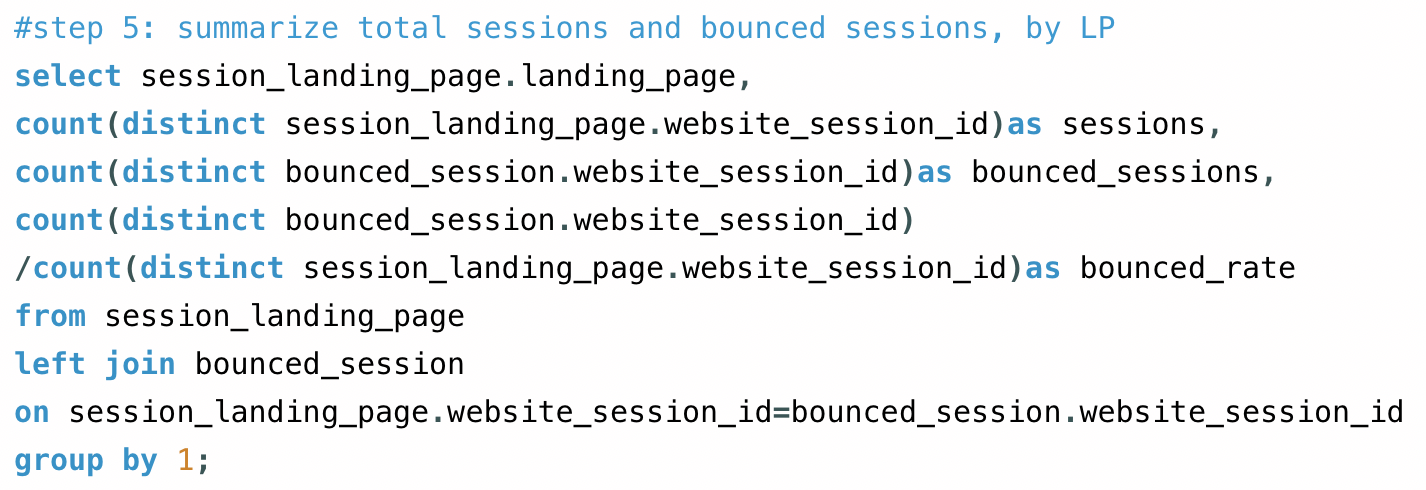 #step 5: summarize total sessions and bounced sessions, by LP
select session_landing_page.landing_page,
count(distinct session_landing_page.website_session_id)as sessions,
count(distinct bounced_session.website_session_id)as bounced_sessions,
count(distinct bounced_session.website_session_id)
/count(distinct session_landing_page.website_session_id)as bounced_rate
from session_landing_page
left join bounced_session
on session_landing_page.website_session_id=bounced_session.website_session_id
group by 1;